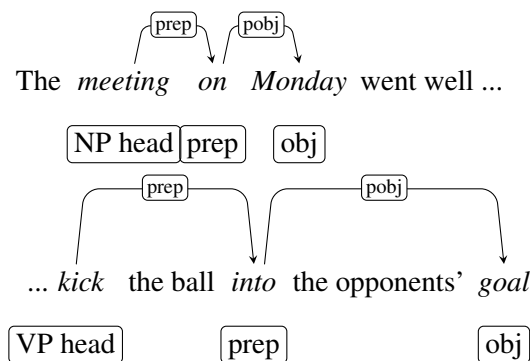 prep pobj
The meeting on Monday went well ...
NP head prep obj
prep pobj
... kick the ball into the opponents’ goal
VP head prep obj